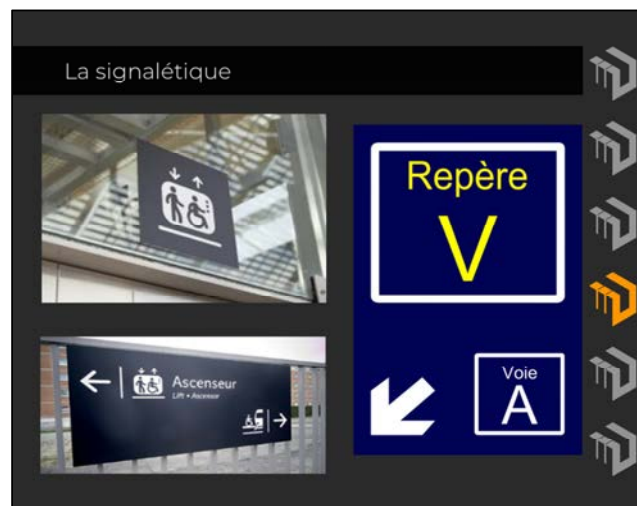 La signalétique
Repère
V
Ascenseur
Lift • Ascensor
Voie
A